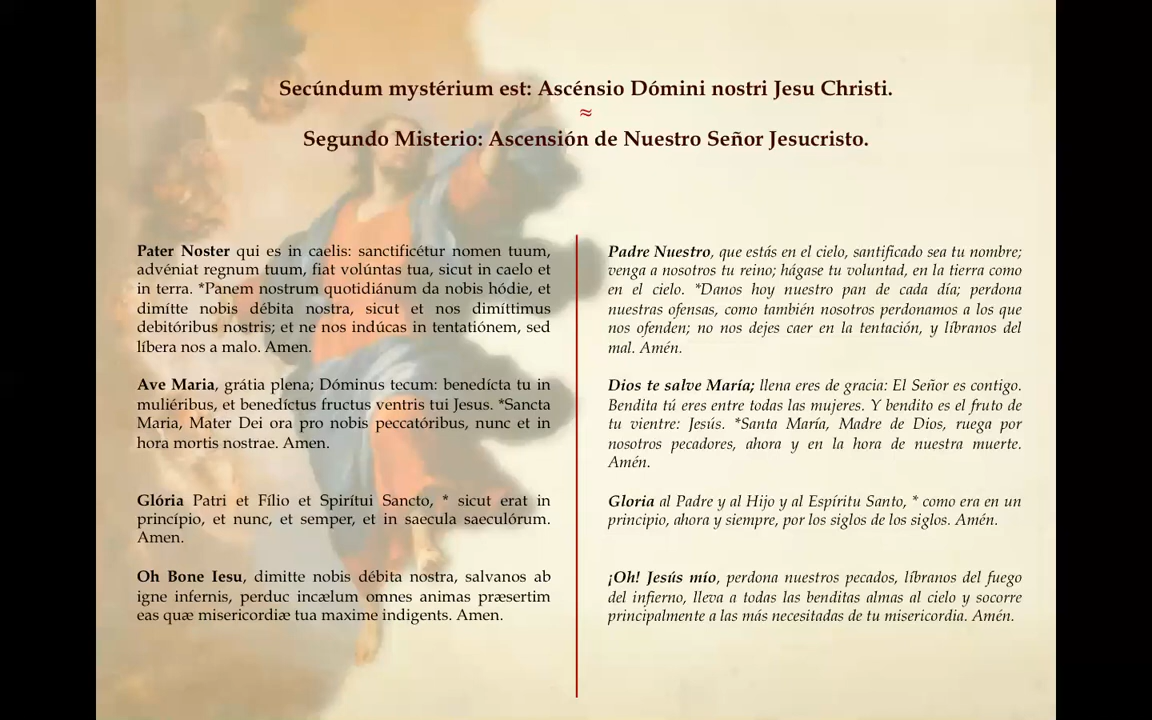 Secúndum mystérium est: Ascénsio Dómini nostri Jesu Christi.
≈
Segundo Misterio: Ascensión de Nuestro Señor Jesucristo.
Pater Noster qui es in caelis: sanctificétur nomen tuum,
advéniat regnum tuum, fiat volúntas tua, sicut in caelo et
in terra. *Panem nostrum quotidiánum da nobis hódie, et
dimítte nobis débita nostra, sicut et nos dimíttimus
debitóribus nostris; et ne nos indúcas in tentatiónem, sed
líbera nos a malo. Amen.
Ave Maria, grátia plena; Dóminus tecum: benedícta tu in
muliéribus, et benedíctus fructus ventris tui Jesus. *Sancta
Maria, Mater Dei ora pro nobis peccatóribus, nunc et in
hora mortis nostrae. Amen.
Glória Patri et Fílio et Spirítui Sancto, * sicut erat in
princípio, et nunc, et semper, et in saecula saeculórum.
Amen.
Oh Bone Iesu, dimitte nobis débita nostra, salvanos ab
igne infernis, perduc incælum omnes animas præsertim
eas quæ misericordiæ tua maxime indigents. Amen.
Padre Nuestro, que estás en el cielo, santificado sea tu nombre;
venga a nosotros tu reino; hágase tu voluntad, en la tierra como
en el cielo. *Danos hoy nuestro pan de cada día; perdona
nuestras ofensas, como también nosotros perdonamos a los que
nos ofenden; no nos dejes caer en la tentación, y líbranos del
mal. Amén.
Dios te salve María; llena eres de gracia: El Señor es contigo.
Bendita tú eres entre todas las mujeres. Y bendito es el fruto de
tu vientre: Jesús. *Santa María, Madre de Dios, ruega por
nosotros pecadores, ahora y en la hora de nuestra muerte.
Amén.
Gloria al Padre y al Hijo y al Espíritu Santo, * como era en un
principio, ahora y siempre, por los siglos de los siglos. Amén.
¡Oh! Jesús mío, perdona nuestros pecados, líbranos del fuego
del infierno, lleva a todas las benditas almas al cielo y socorre
principalmente a las más necesitadas de tu misericordia. Amén.